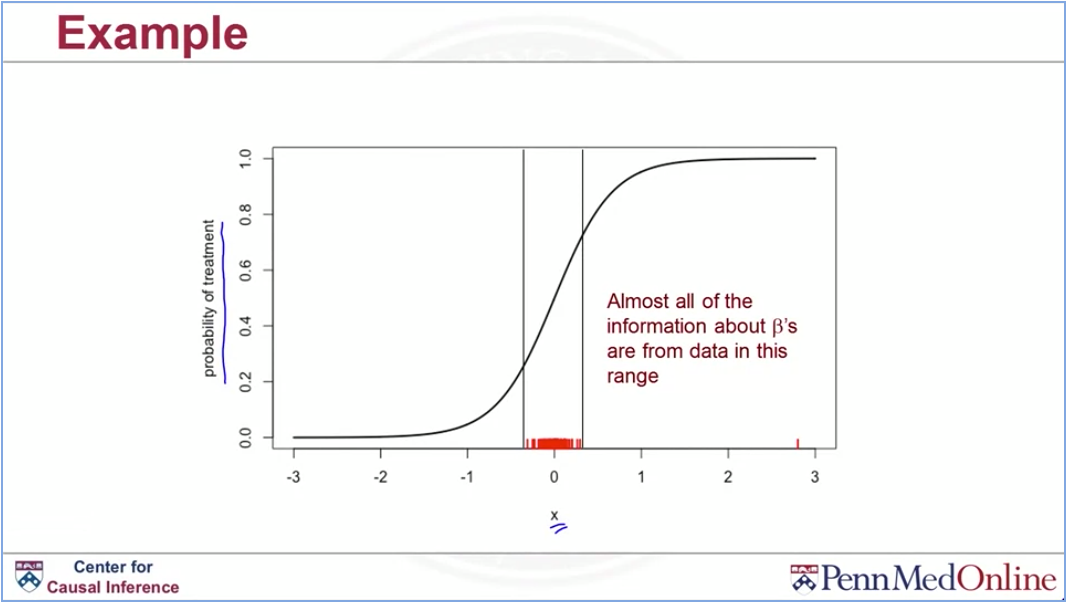 Example
probability of treatment
1.0
0.8
0.6
0.4
0.2
0.0
Almost all of the
information about β's
are from data in this
range
-3 -2 -1 0 1 2 3
x
Center for
Causal Inference
PennMedOnline